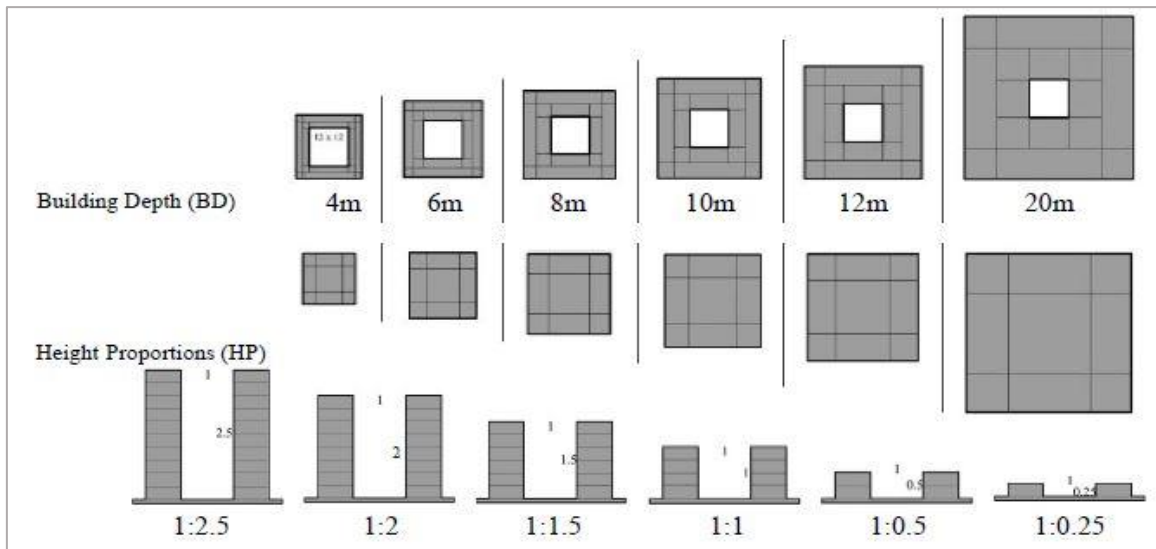 12 x 12
Building Depth (BD) 4m 6m 8m 10m 12m 20m
Height Proportions (HP)
1 1 1 1 1 1
2.5 2 1.5 1 0.5 0.25
1:2.5 1:2 1:1.5 1:1 1:0.5 1:0.25